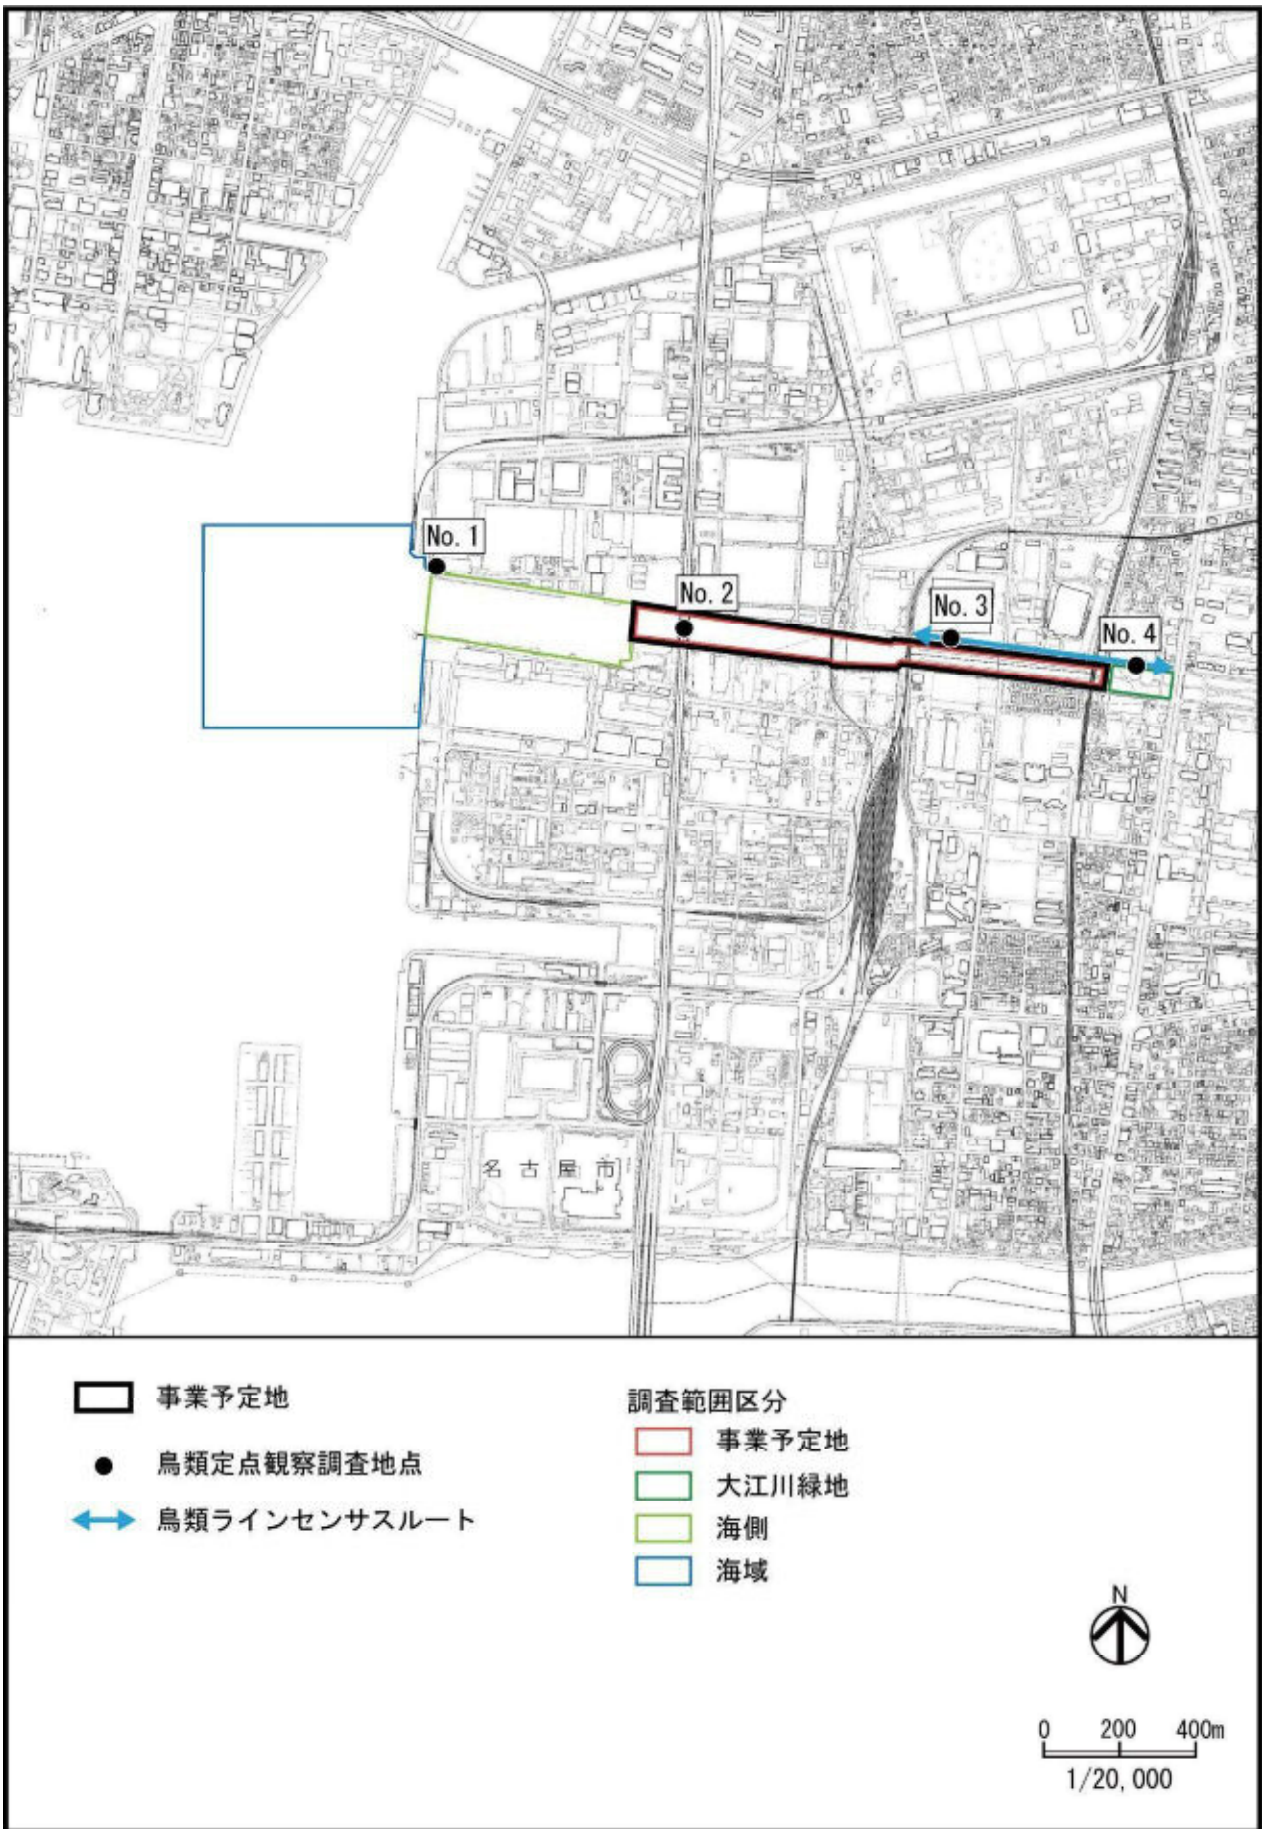 No. 1
No. 2
No. 3
No. 4
名古屋市
事業予定地
鳥類定点観察調査地点
鳥類ラインセンサスルート
調査範囲区分
事業予定地
大江川緑地
海側
海域
N
0 200 400m
1/20,000